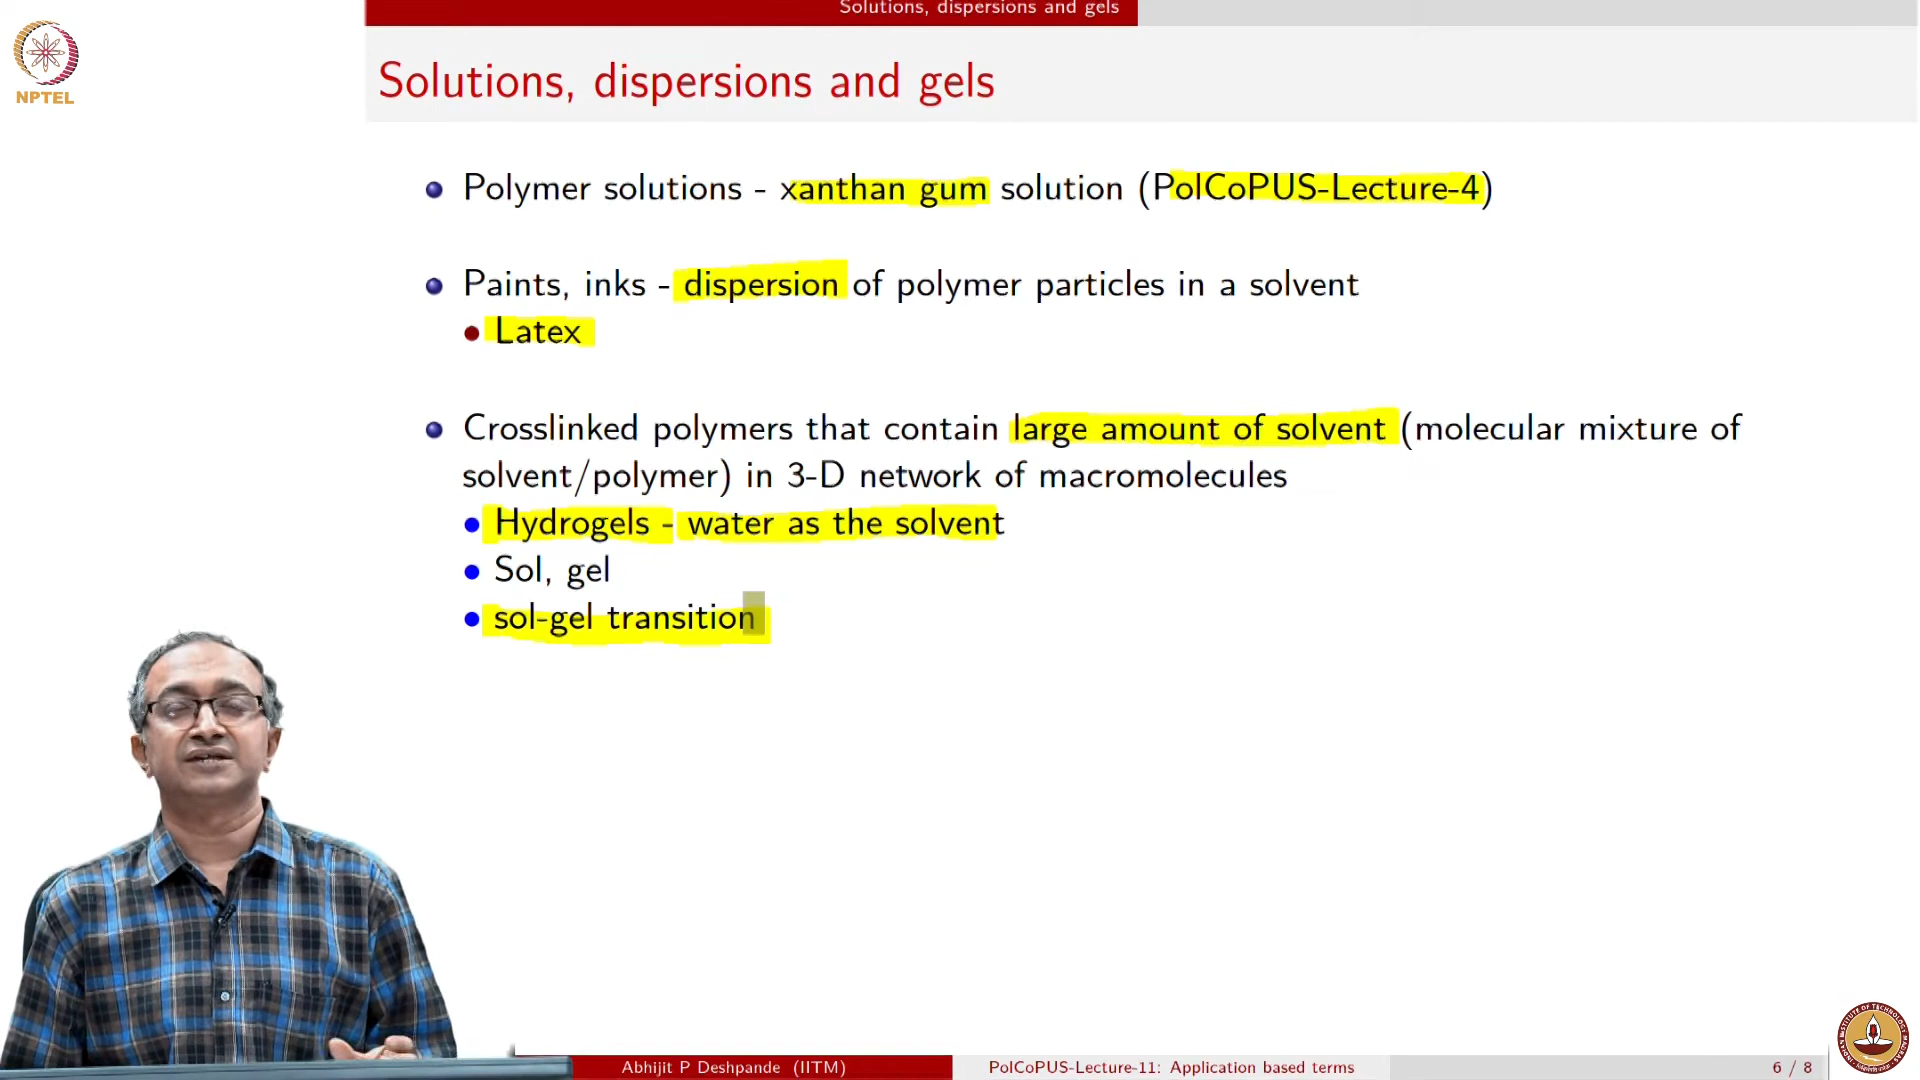 Solutions, dispersions and gels
NPTEL
Solutions, dispersions and gels
Polymer solutions - xanthan gum solution (PolCoPUS-Lecture-4)
Paints, inks - dispersion of polymer particles in a solvent
Latex
Crosslinked polymers that contain large amount of solvent (molecular mixture of
solvent/polymer) in 3-D network of macromolecules
Hydrogels - water as the solvent
Sol, gel
sol-gel transition
Abhijit P Deshpande (IITM)
PolCoPUS-Lecture-11: Application based terms
6 / 8